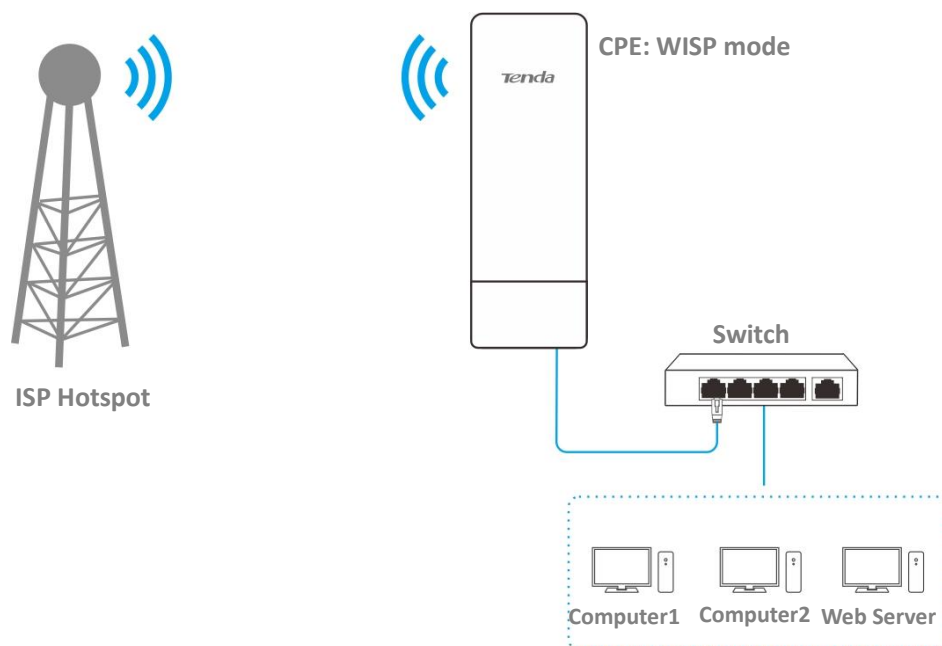 CPE: WISP mode
Tenda
Switch
ISP Hotspot
Computer1
Computer2
Web Server